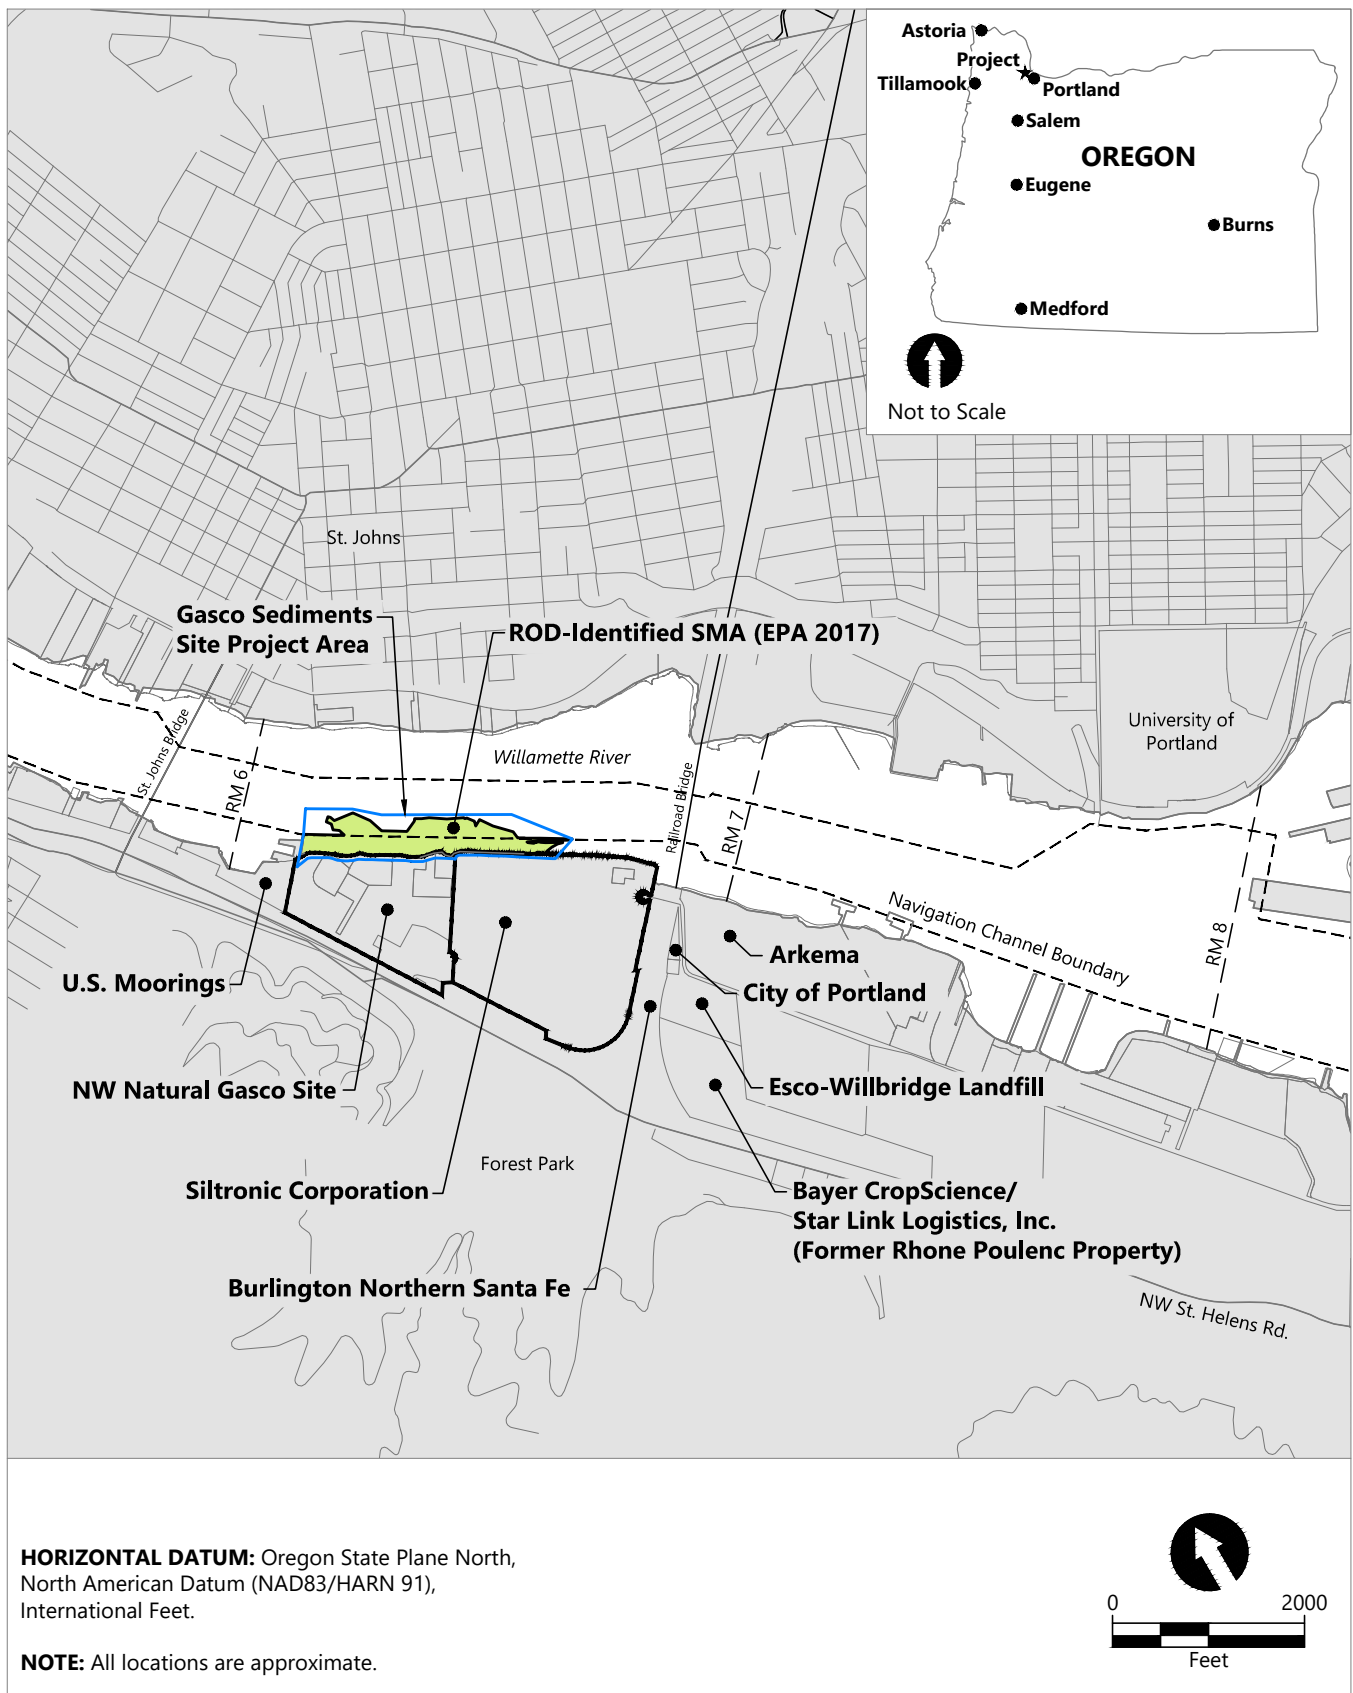 Astoria
Project
Tillamook
Portland
Salem
OREGON
Eugene
Burns
Medford
Not to Scale
St. Johns
Gasco Sediments
Site Project Area
ROD-Identified SMA (EPA 2017)
University of
Portland
St. Johns Bridge
Willamette River
RM 6
Railroad Bridge
RM 7
Navigation Channel Boundary
RM 8
U.S. Moorings
Arkema
City of Portland
NW Natural Gasco Site
Esco-Willbridge Landfill
Forest Park
Siltronic Corporation
Bayer CropScience/
Star Link Logistics, Inc.
(Former Rhone Poulenc Property)
Burlington Northern Santa Fe
NW St. Helens Rd.
HORIZONTAL DATUM: Oregon State Plane North,
North American Datum (NAD83/HARN 91),
International Feet.
NOTE: All locations are approximate.
0 2000
Feet